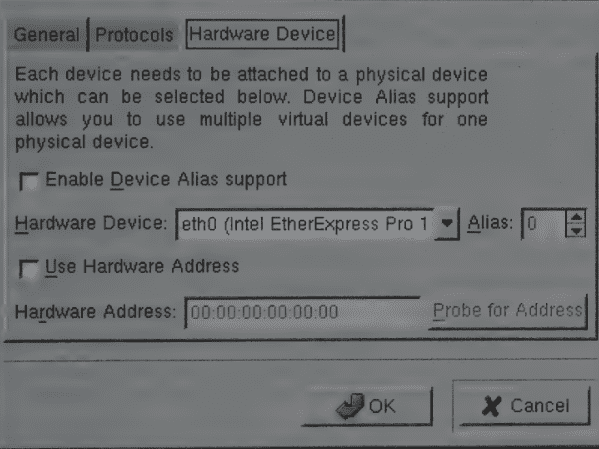 General Protocols Hardware Device
Each device needs to be attached to a physical device
which can be selected below. Device Alias support
allows you to use multiple virtual devices for one
physical device.
Enable Device Alias support
Hardware Device: eth0 (Intel EtherExpress Pro 1 Alias: 0
Use Hardware Address
Hardware Address: 00:00:00:00:00:00 Probe for Address
OK Cancel